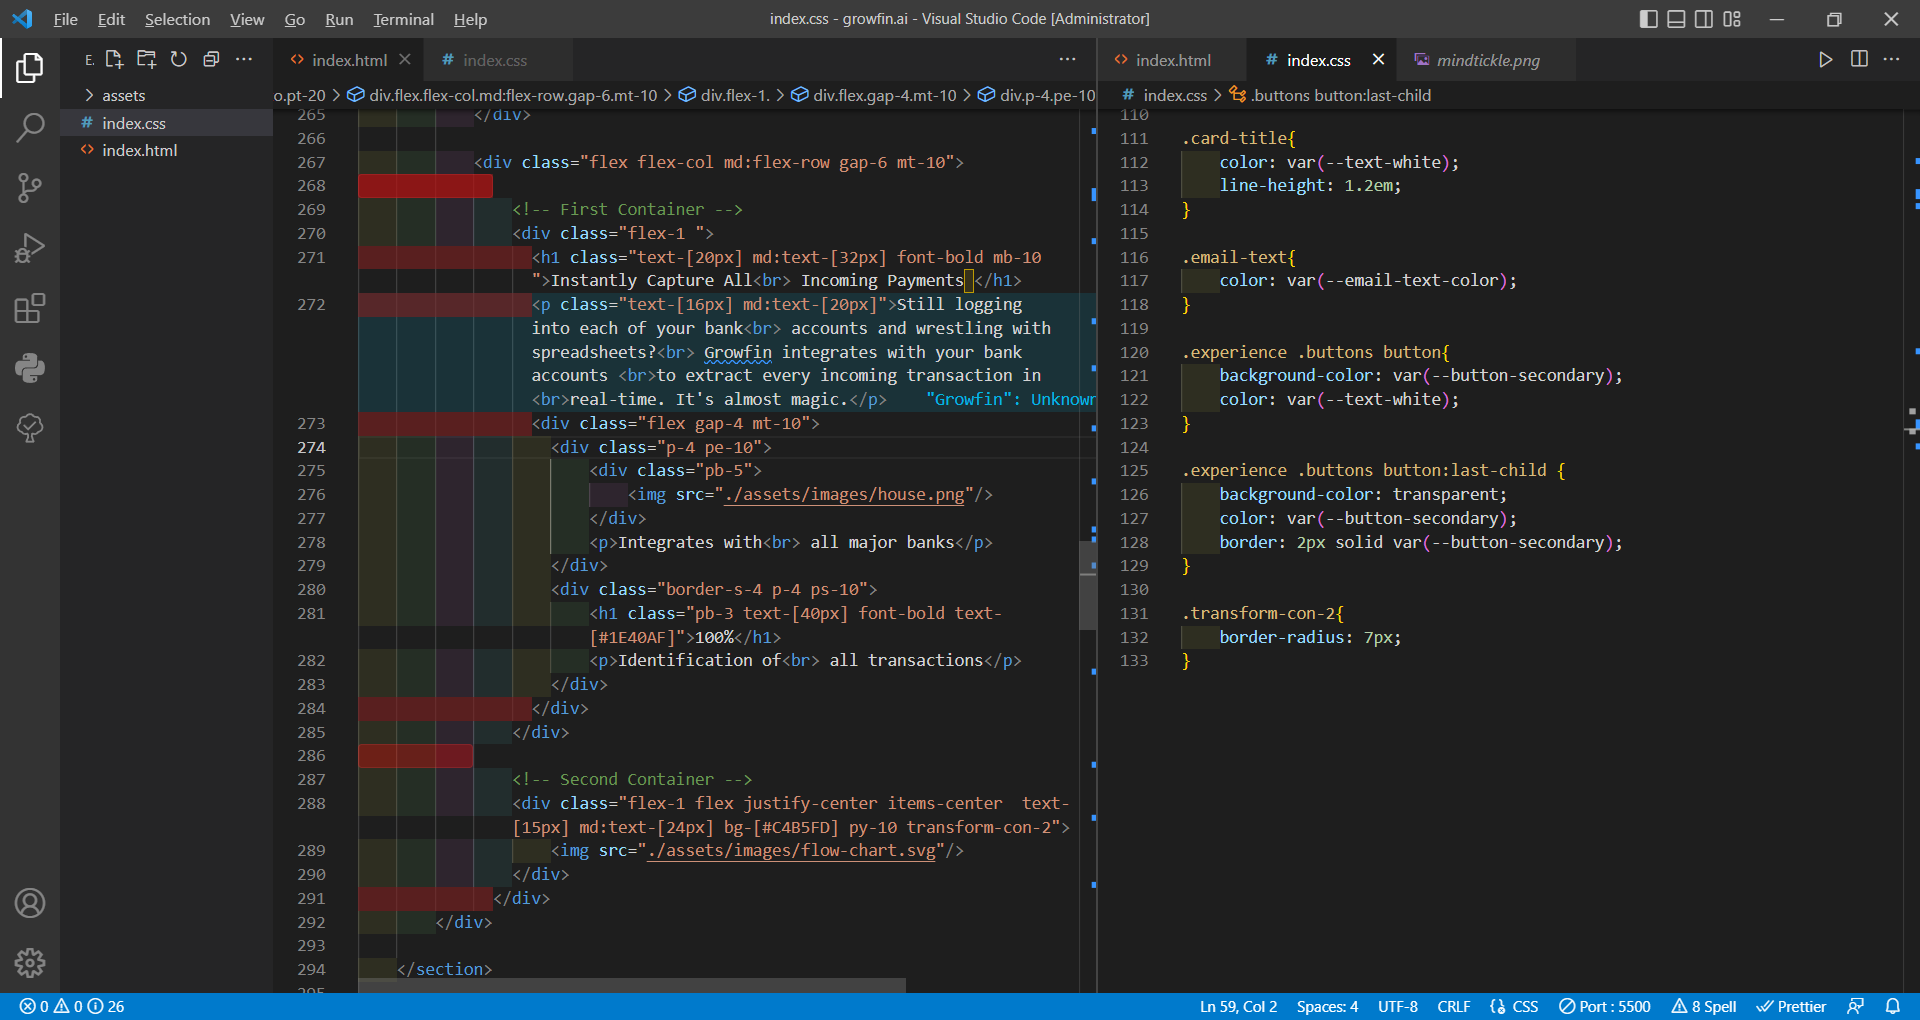 File Edit Selection View Go Run Terminal Help
index.css - growfin.ai - Visual Studio Code [Administrator]
E.
assets
index.css
index.html
index.html
index.css
o.pt-20 > div.flex.flex-col.md:flex-row.gap-6.mt-10 > div.flex-1. > div.flex.gap-4.mt-10 > div.p-4.pe-10
265 </div>
266
267 <div class="flex flex-col md:flex-row gap-6 mt-10">
268
269 <!-- First Container -->
270 <div class="flex-1 ">
271 <h1 class="text-[20px] md:text-[32px] font-bold mb-10
">Instantly Capture All<br> Incoming Payments </h1>
272 <p class="text-[16px] md:text-[20px]">Still logging
into each of your bank<br> accounts and wrestling with
spreadsheets?<br> Growfin integrates with your bank
accounts <br>to extract every incoming transaction in
<br>real-time. It's almost magic.</p> "Growfin": Unknown
273 <div class="flex gap-4 mt-10">
274 <div class="p-4 pe-10">
275 <div class="pb-5">
276 <img src="./assets/images/house.png"/>
277 </div>
278 <p>Integrates with<br> all major banks</p>
279 </div>
280 <div class="border-s-4 p-4 ps-10">
281 <h1 class="pb-3 text-[40px] font-bold text-
[#1E40AF]">100%</h1>
282 <p>Identification of<br> all transactions</p>
283 </div>
284 </div>
285 </div>
286
287 <!-- Second Container -->
288 <div class="flex-1 flex justify-center items-center  text-
[15px] md:text-[24px] bg-[#C4B5FD] py-10 transform-con-2">
289 <img src="./assets/images/flow-chart.svg"/>
290 </div>
291 </div>
292 </div>
293
294 </section>
295
index.html
index.css
mindtickle.png
index.css > .buttons button:last-child
110
111 .card-title{
112 color: var(--text-white);
113 line-height: 1.2em;
114 }
115
116 .email-text{
117 color: var(--email-text-color);
118 }
119
120 .experience .buttons button{
121 background-color: var(--button-secondary);
122 color: var(--text-white);
123 }
124
125 .experience .buttons button:last-child {
126 background-color: transparent;
127 color: var(--button-secondary);
128 border: 2px solid var(--button-secondary);
129 }
130
131 .transform-con-2{
132 border-radius: 7px;
133 }
0 0 26
Ln 59, Col 2 Spaces: 4 UTF-8 CRLF CSS Port : 5500 8 Spell Prettier